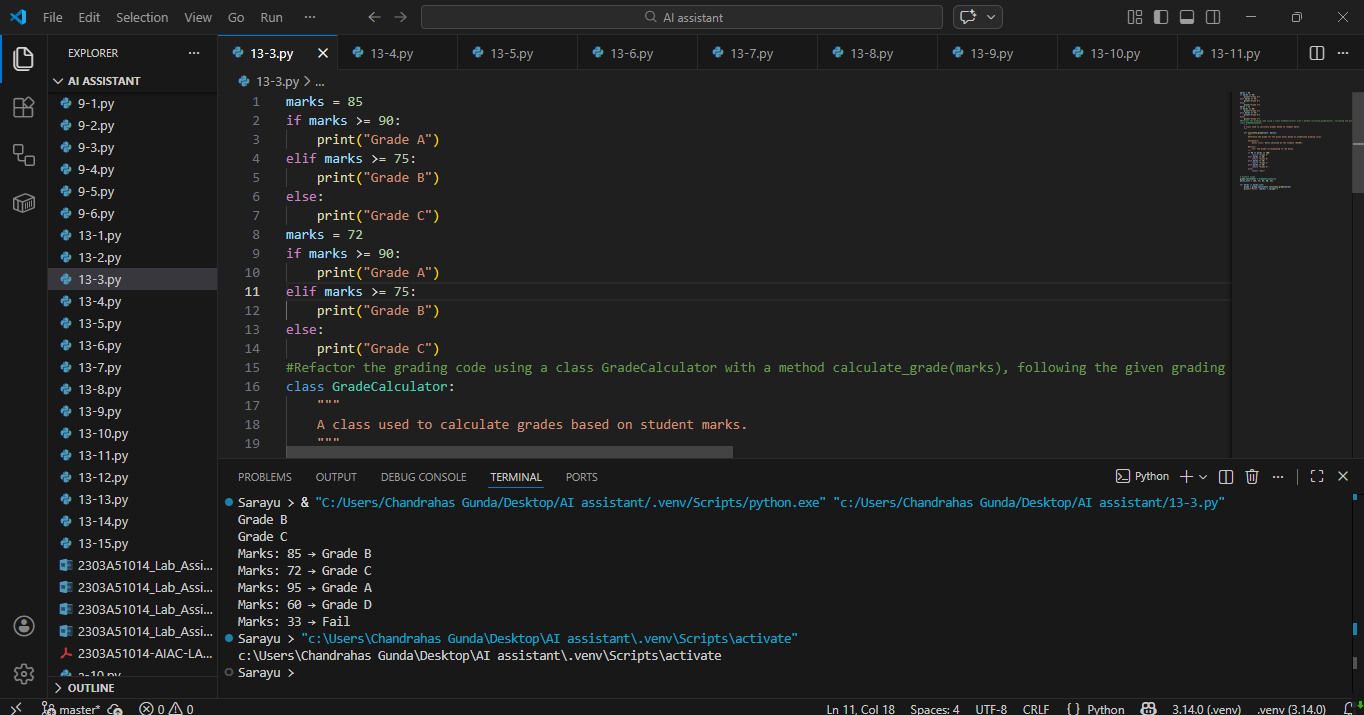 File Edit Selection View Go Run ··· AI assistant
EXPLORER ···
AI ASSISTANT
9-1.py
9-2.py
9-3.py
9-4.py
9-5.py
9-6.py
13-1.py
13-2.py
13-3.py
13-4.py
13-5.py
13-6.py
13-7.py
13-8.py
13-9.py
13-10.py
13-11.py
13-12.py
13-13.py
13-14.py
13-15.py
2303A51014_Lab_Assi...
2303A51014_Lab_Assi...
2303A51014_Lab_Assi...
2303A51014_Lab_Assi...
2303A51014-AIAC-LA...
OUTLINE
13-3.py 13-4.py 13-5.py 13-6.py 13-7.py 13-8.py 13-9.py 13-10.py 13-11.py ···
13-3.py > ...
1 marks = 85
2 if marks >= 90:
3     print("Grade A")
4 elif marks >= 75:
5     print("Grade B")
6 else:
7     print("Grade C")
8 marks = 72
9 if marks >= 90:
10     print("Grade A")
11 elif marks >= 75:
12     print("Grade B")
13 else:
14     print("Grade C")
15 #Refactor the grading code using a class GradeCalculator with a method calculate_grade(marks), following the given grading
16 class GradeCalculator:
17     """
18     A class used to calculate grades based on student marks.
19     """
PROBLEMS OUTPUT DEBUG CONSOLE TERMINAL PORTS Python ···
Sarayu > & "C:/Users/Chandrahas Gunda/Desktop/AI assistant/.venv/Scripts/python.exe" "c:/Users/Chandrahas Gunda/Desktop/AI assistant/13-3.py"
Grade B
Grade C
Marks: 85 → Grade B
Marks: 72 → Grade C
Marks: 95 → Grade A
Marks: 60 → Grade D
Marks: 33 → Fail
Sarayu > "c:\Users\Chandrahas Gunda\Desktop\AI assistant\.venv\Scripts\activate"
c:\Users\Chandrahas Gunda\Desktop\AI assistant\.venv\Scripts\activate
Sarayu >
master* 0 0 Ln 11, Col 18 Spaces: 4 UTF-8 CRLF { } Python 3.14.0 (.venv) .venv (3.14.0)